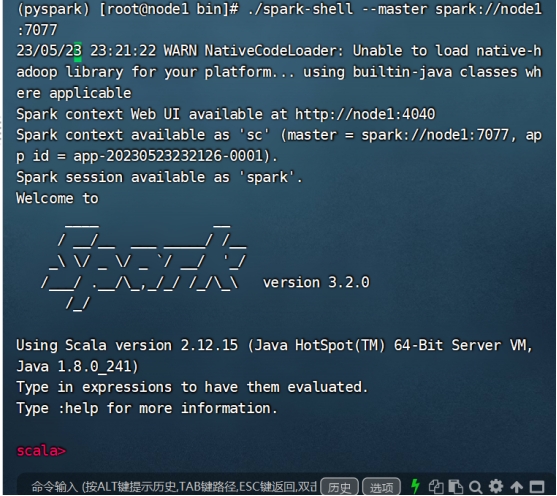 (pyspark) [root@node1 bin]# ./spark-shell --master spark://node1
:7077
23/05/23 23:21:22 WARN NativeCodeLoader: Unable to load native-h
adoop library for your platform... using builtin-java classes wh
ere applicable
Spark context Web UI available at http://node1:4040
Spark context available as 'sc' (master = spark://node1:7077, ap
p id = app-20230523232126-0001).
Spark session available as 'spark'.
Welcome to
      ____              __
     / __/__  ___ _____/ /__
    _\ \/ _ \/ _ `/ __/  '_/
   /___/ .__/\_,_/_/ /_/\_\   version 3.2.0
      /_/
Using Scala version 2.12.15 (Java HotSpot(TM) 64-Bit Server VM,
Java 1.8.0_241)
Type in expressions to have them evaluated.
Type :help for more information.
scala>
命令输入 (按ALT键提示历史,TAB键路径,ESC键返回,双击 历史 选项